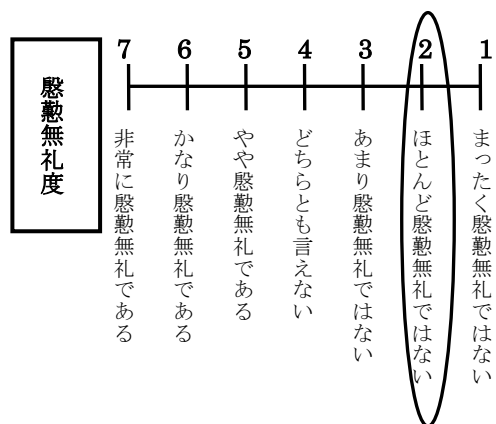 慇懃無礼度
7 6 5 4 3 2 1
非常に慇懃無礼である
かなり慇懃無礼である
やや慇懃無礼である
どちらとも言えない
あまり慇懃無礼ではない
ほとんど慇懃無礼ではない
まったく慇懃無礼ではない